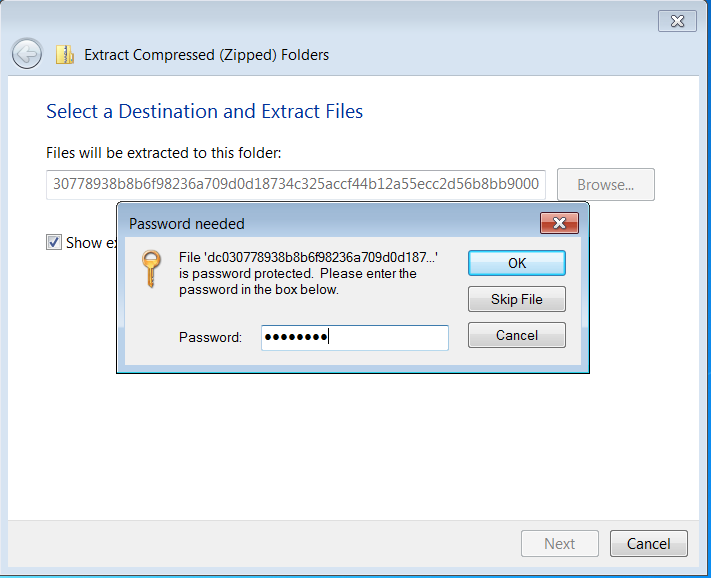 Extract Compressed (Zipped) Folders
Select a Destination and Extract Files
Files will be extracted to this folder:
30778938b8b6f98236a709d0d18734c325accf44b12a55ecc2d56b8bb9000
Browse...
Show ex
Password needed
File 'dc030778938b8b6f98236a709d0d187...'
is password protected. Please enter the
password in the box below.
OK
Skip File
Cancel
Password: ●●●●●●●●
Next
Cancel